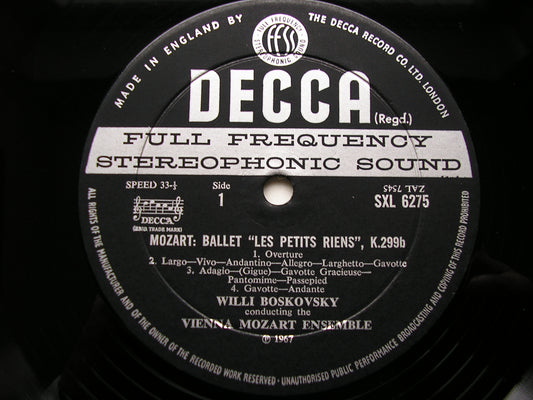 MADE IN ENGLAND BY
THE DECCA RECORD CO. LTD. LONDON
FULL FREQUENCY
ffss
STEREOPHONIC SOUND
DECCA
(Regd.)
FULL FREQUENCY
STEREOPHONIC SOUND
SPEED 33-⅓
Side
1
ZAL 7545
SXL 6275
DECCA
(BRIEG TRADE MARK)
MOZART: BALLET "LES PETITS RIENS", K.299b
1. Overture
2. Largo—Vivo—Andantino—Allegro—Larghetto—Gavotte
3. Adagio—(Gigue)—Gavotte Gracieuse—
Pantomime—Passepied
4. Gavotte—Andante
WILLI BOSKOVSKY
conducting the
VIENNA MOZART ENSEMBLE
℗ 1967
ALL RIGHTS OF THE MANUFACTURER AND OF THE OWNER OF THE RECORDED WORK RESERVED · UNAUTHORISED PUBLIC PERFORMANCE BROADCASTING AND COPYING OF THIS RECORD PROHIBITED